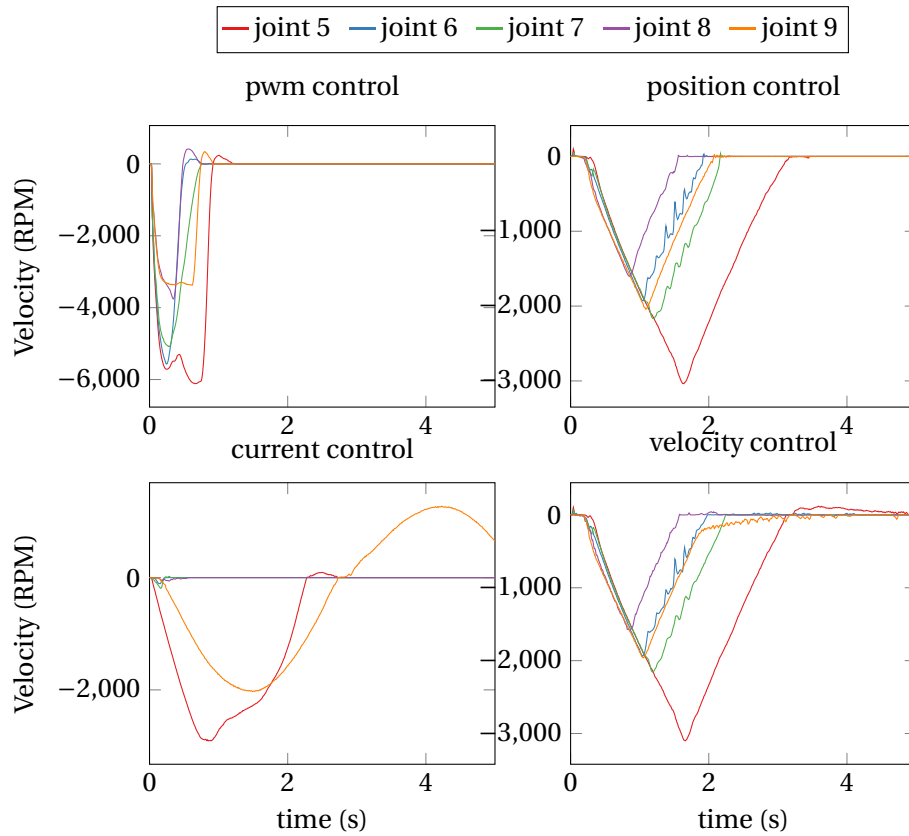 joint 5 joint 6 joint 7 joint 8 joint 9
pwm control
position control
0
−2,000
−4,000
−6,000
Velocity (RPM)
0
2
4
0
−1,000
−2,000
−3,000
0
2
4
current control
velocity control
0
−2,000
Velocity (RPM)
0
2
4
time (s)
0
−1,000
−2,000
−3,000
0
2
4
time (s)